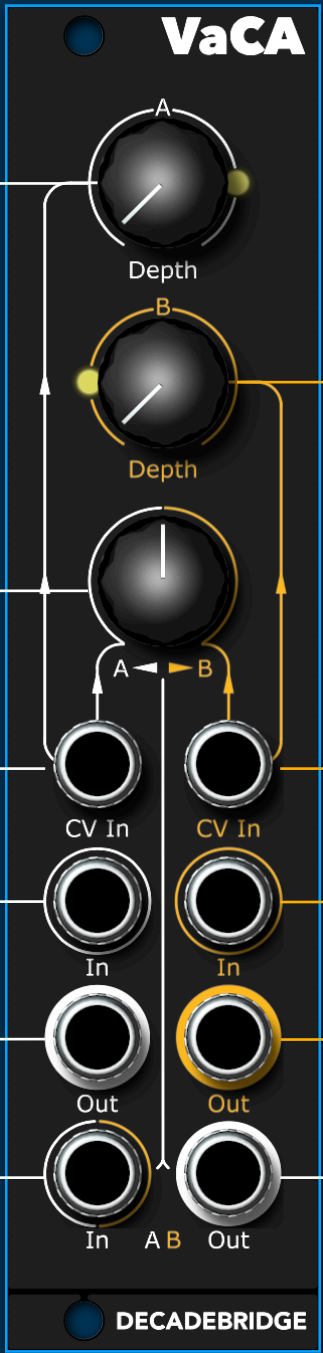 VaCA
A
Depth
B
Depth
A B
CV In CV In
In In
Out Out
In A B Out
DECADEBRIDGE